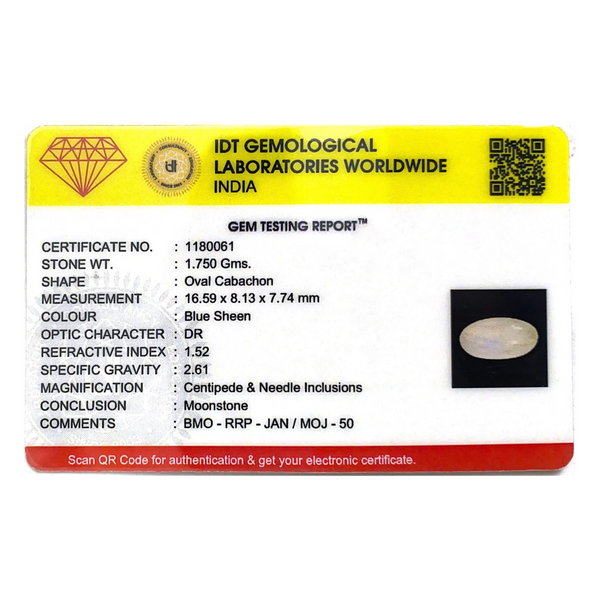 IDT GEMOLOGICAL
LABORATORIES WORLDWIDE
INDIA
GEM TESTING REPORT™
CERTIFICATE NO. : 1180061
STONE WT. : 1.750 Gms.
SHAPE : Oval Cabachon
MEASUREMENT : 16.59 x 8.13 x 7.74 mm
COLOUR : Blue Sheen
OPTIC CHARACTER : DR
REFRACTIVE INDEX : 1.52
SPECIFIC GRAVITY : 2.61
MAGNIFICATION : Centipede & Needle Inclusions
CONCLUSION : Moonstone
COMMENTS : BMO - RRP - JAN / MOJ - 50
Scan QR Code for authentication & get your electronic certificate.